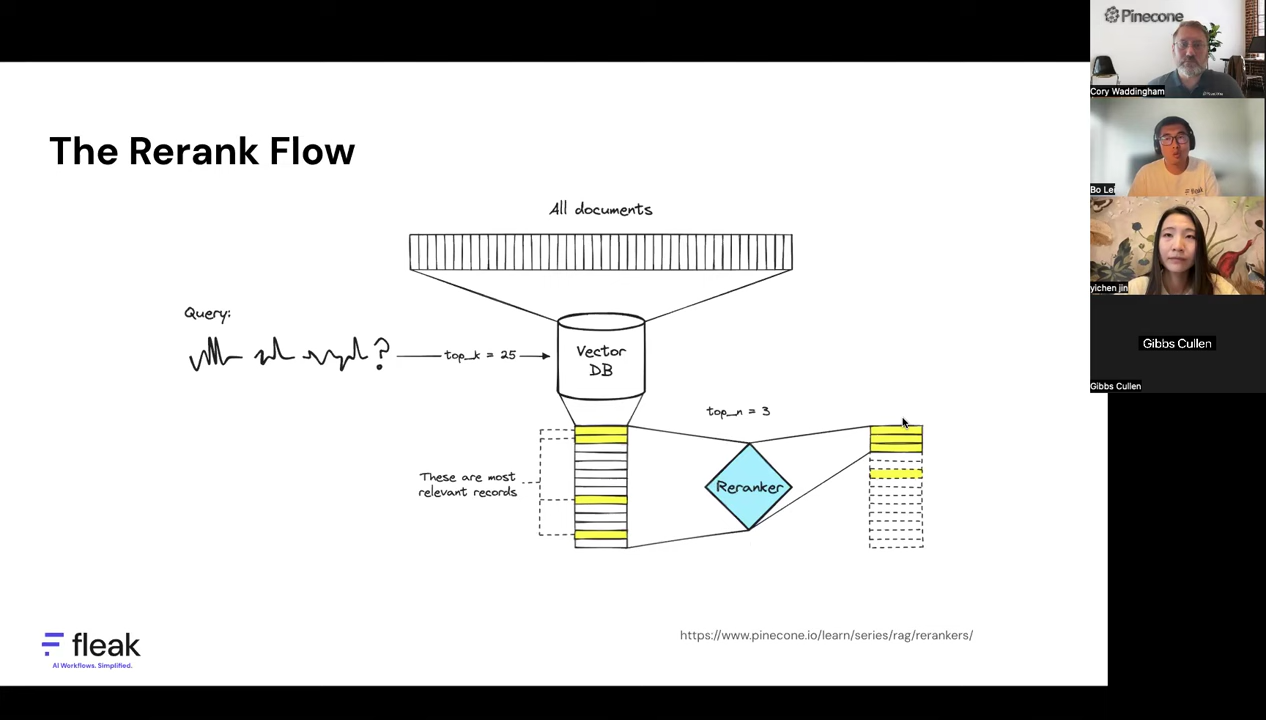 The Rerank Flow
All documents
Query:
?
top_k = 25
Vector
DB
top_n = 3
These are most
relevant records
Reranker
fleak
AI Workflows. Simplified.
https://www.pinecone.io/learn/series/rag/rerankers/
Pinecone
Cory Waddingham
Bo Lei
yichen jin
Gibbs Cullen
Gibbs Cullen